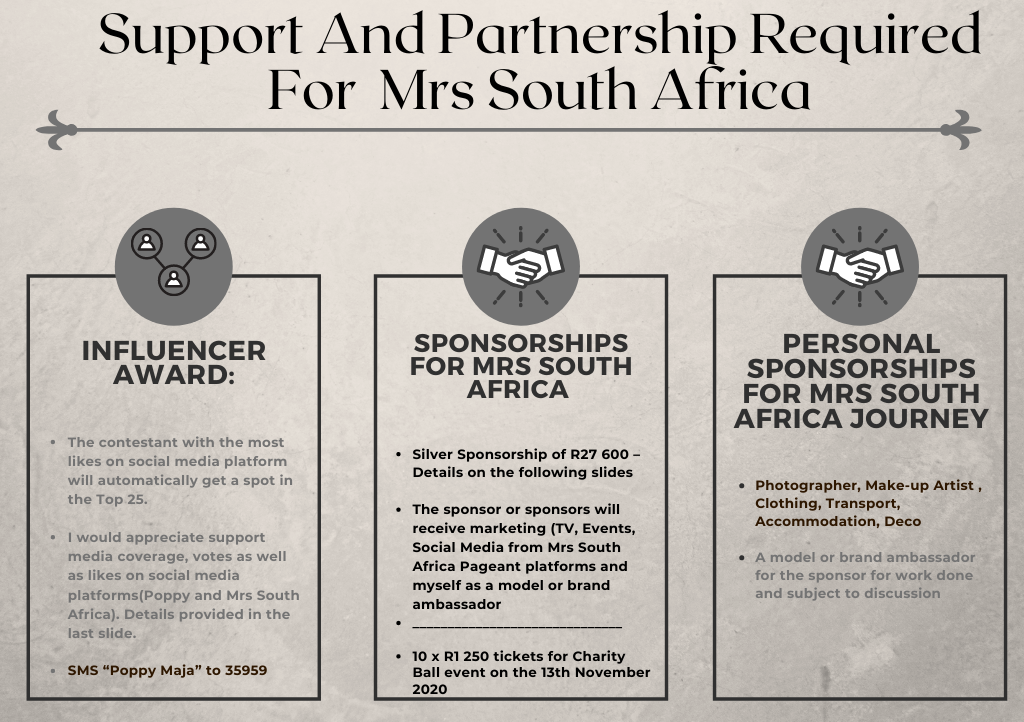 Support And Partnership Required
For Mrs South Africa
INFLUENCER
AWARD:
• The contestant with the most
likes on social media platform
will automatically get a spot in
the Top 25.
• I would appreciate support
media coverage, votes as well
as likes on social media
platforms(Poppy and Mrs South
Africa). Details provided in the
last slide.
• SMS “Poppy Maja” to 35959
SPONSORSHIPS
FOR MRS SOUTH
AFRICA
• Silver Sponsorship of R27 600 –
Details on the following slides
• The sponsor or sponsors will
receive marketing (TV, Events,
Social Media from Mrs South
Africa Pageant platforms and
myself as a model or brand
ambassador
• ______________________________
• 10 x R1 250 tickets for Charity
Ball event on the 13th November
2020
PERSONAL
SPONSORSHIPS
FOR MRS SOUTH
AFRICA JOURNEY
• Photographer, Make-up Artist ,
Clothing, Transport,
Accommodation, Deco
• A model or brand ambassador
for the sponsor for work done
and subject to discussion